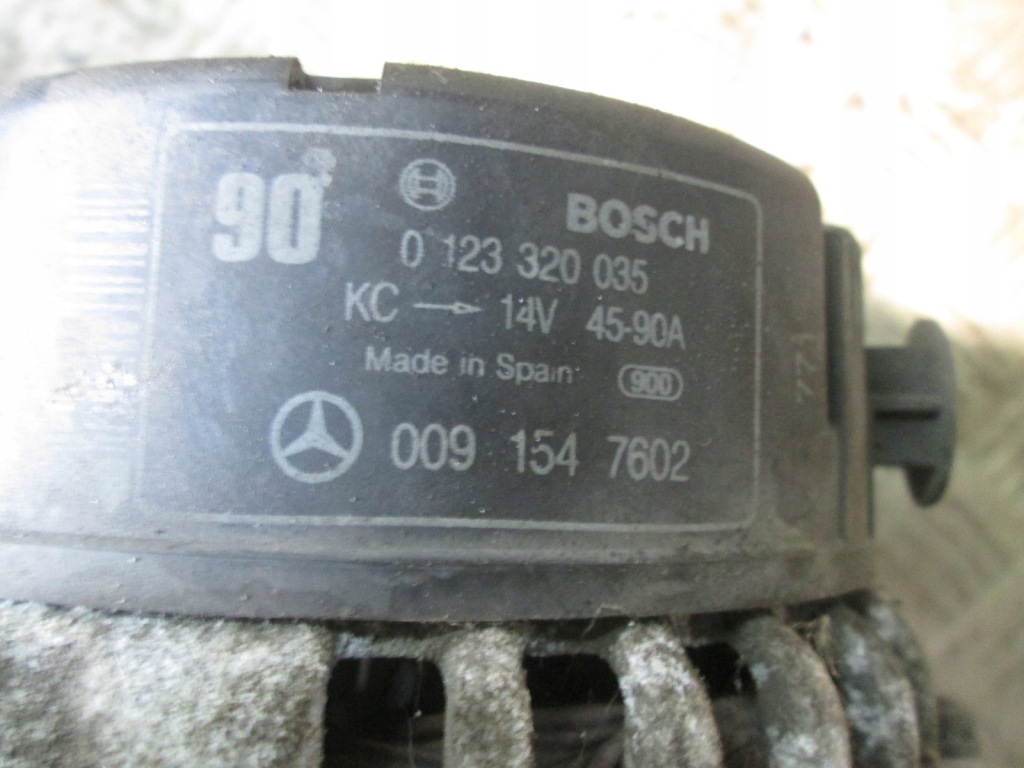 90
BOSCH
0 123 320 035
KC → 14V 45-90A
Made in Spain 900
009 154 7602